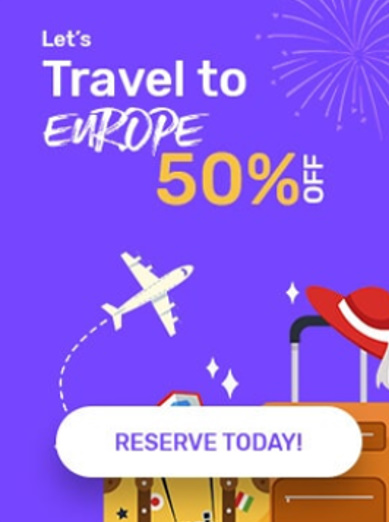 Let's
Travel to
EUROPE
50% OFF
RESERVE TODAY!